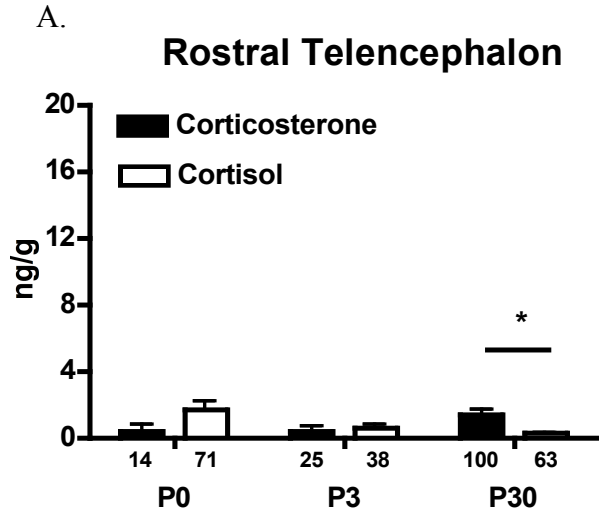 A.
Rostral Telencephalon
20
16
12
8
4
0
ng/g
Corticosterone
Cortisol
*
14 71 25 38 100 63
P0 P3 P30